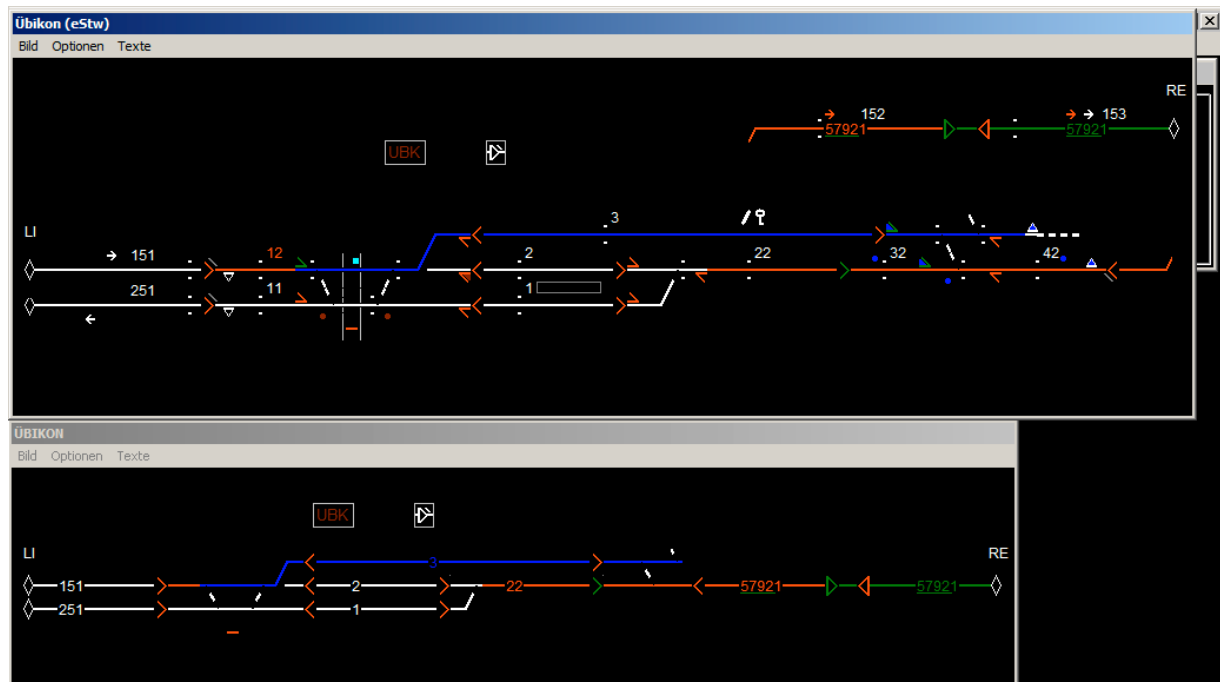 Übikon (eStw)
Bild Optionen Texte
RE
152 153
57921 57921
UBK
LI
3
151 12 2 22 32 42
251 11 1
ÜBIKON
Bild Optionen Texte
UBK
LI RE
3
151 2 22 57921 57921
251 1